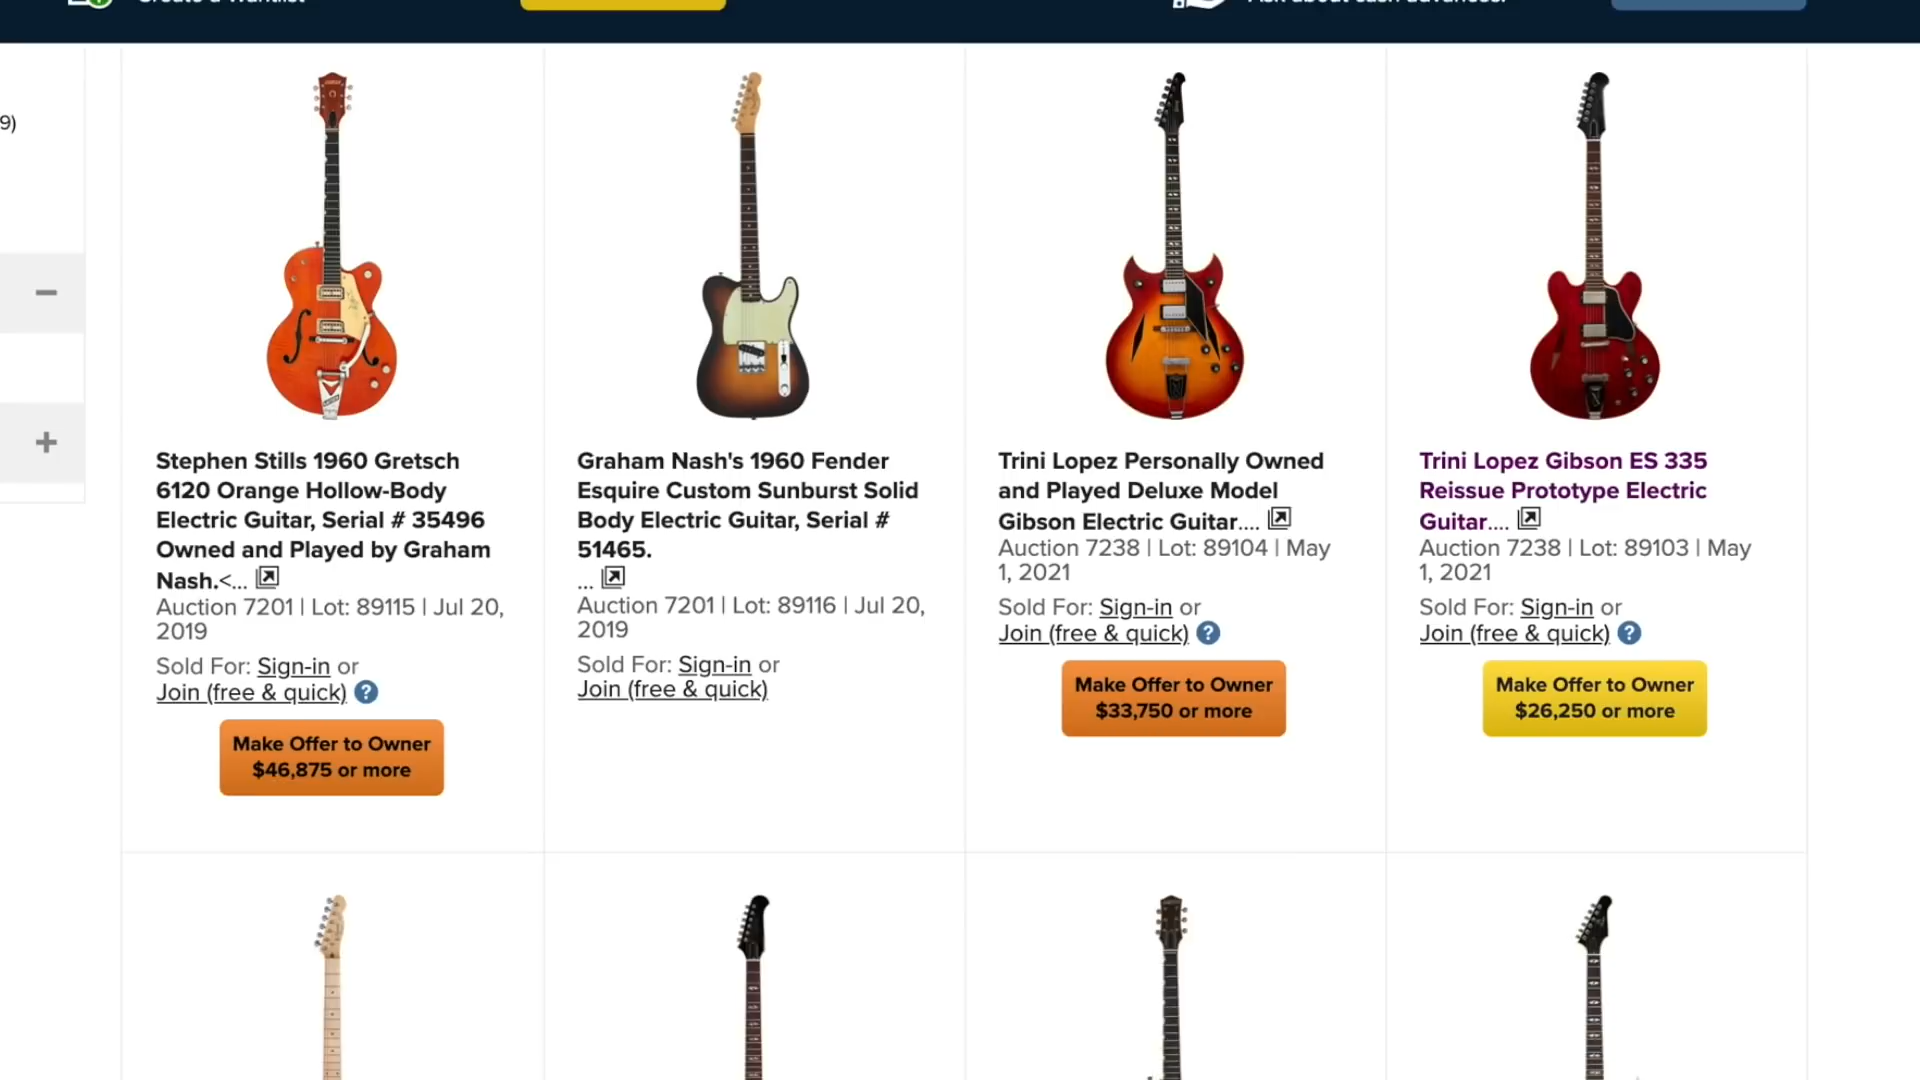 Create a Wantlist
Ask about cash advances.
9)
Stephen Stills 1960 Gretsch
6120 Orange Hollow-Body
Electric Guitar, Serial # 35496
Owned and Played by Graham
Nash.<...
Auction 7201 | Lot: 89115 | Jul 20,
2019
Sold For: Sign-in or
Join (free & quick) ?
Make Offer to Owner
$46,875 or more
Graham Nash's 1960 Fender
Esquire Custom Sunburst Solid
Body Electric Guitar, Serial #
51465.
...
Auction 7201 | Lot: 89116 | Jul 20,
2019
Sold For: Sign-in or
Join (free & quick)
Trini Lopez Personally Owned
and Played Deluxe Model
Gibson Electric Guitar....
Auction 7238 | Lot: 89104 | May
1, 2021
Sold For: Sign-in or
Join (free & quick) ?
Make Offer to Owner
$33,750 or more
Trini Lopez Gibson ES 335
Reissue Prototype Electric
Guitar....
Auction 7238 | Lot: 89103 | May
1, 2021
Sold For: Sign-in or
Join (free & quick) ?
Make Offer to Owner
$26,250 or more